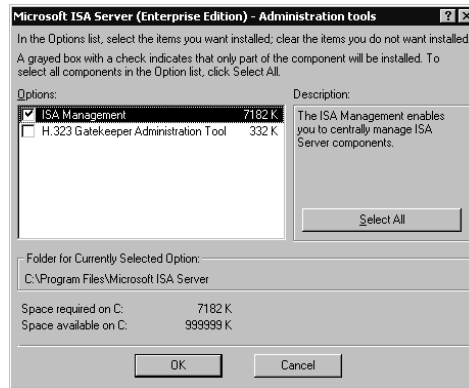 Microsoft ISA Server (Enterprise Edition) - Administration tools
In the Options list, select the items you want installed; clear the items you do not want installed
A grayed box with a check indicates that only part of the component will be installed. To
select all components in the Option list, click Select All.
Options:
Description:
ISA Management 7182 K
H.323 Gatekeeper Administration Tool 332 K
The ISA Management enables
you to centrally manage ISA
Server components.
Select All
Folder for Currently Selected Option:
C:\Program Files\Microsoft ISA Server
Space required on C: 7182 K
Space available on C: 999999 K
OK
Cancel